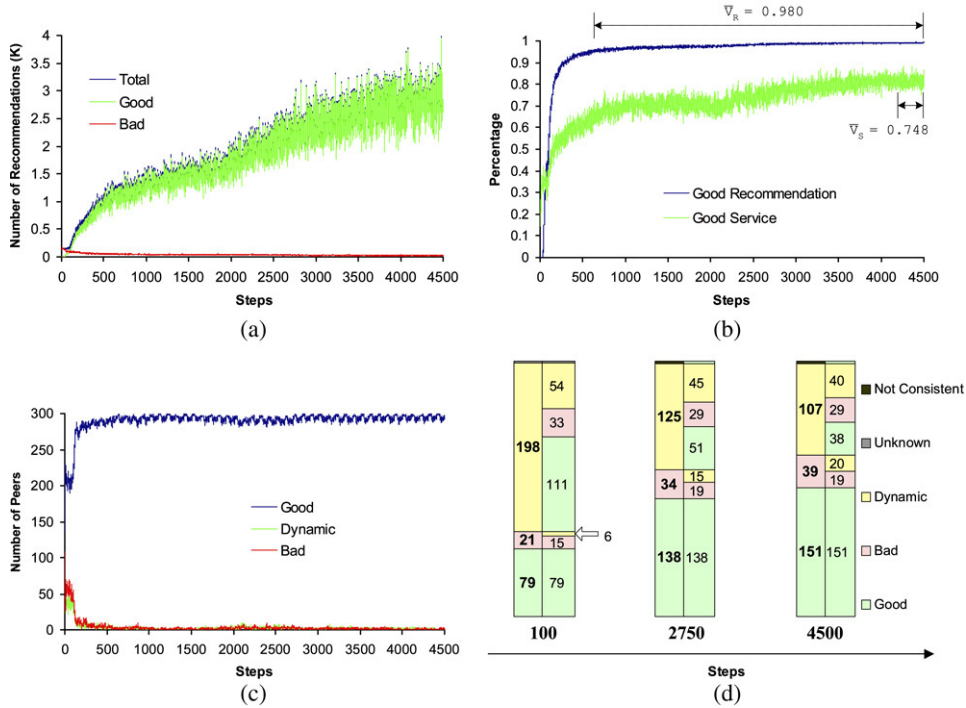 (a)
4
3.5
3
2.5
2
1.5
1
0.5
0
Number of Recommendations (K)
Total
Good
Bad
0 500 1000 1500 2000 2500 3000 3500 4000 4500
Steps
(a)
(b)
V̄R = 0.980
1
0.9
0.8
0.7
0.6
0.5
0.4
0.3
0.2
0.1
0
Percentage
V̄S = 0.748
Good Recommendation
Good Service
0 500 1000 1500 2000 2500 3000 3500 4000 4500
Steps
(b)
300
250
200
150
100
50
0
Number of Peers
Good
Dynamic
Bad
0 500 1000 1500 2000 2500 3000 3500 4000 4500
Steps
(c)
198 54
33
111
21 6
15
79 79
100
125 45
29
51
34 15
19
138 138
2750
107 40
29
38
39 20
19
151 151
4500
Not Consistent
Unknown
Dynamic
Bad
Good
Steps
(d)